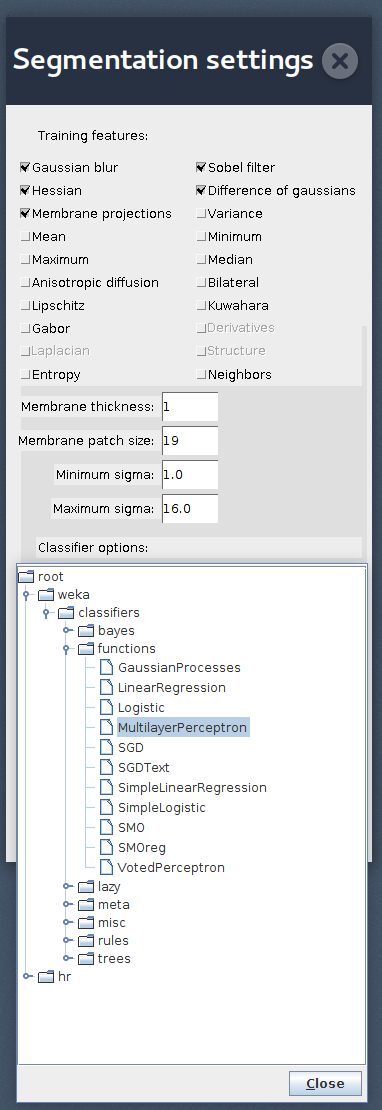 Segmentation settings
Training features:
Gaussian blur Sobel filter
Hessian Difference of gaussians
Membrane projections Variance
Mean Minimum
Maximum Median
Anisotropic diffusion Bilateral
Lipschitz Kuwahara
Gabor Derivatives
Laplacian Structure
Entropy Neighbors
Membrane thickness: 1
Membrane patch size: 19
Minimum sigma: 1.0
Maximum sigma: 16.0
Classifier options:
root
weka
classifiers
bayes
functions
GaussianProcesses
LinearRegression
Logistic
MultilayerPerceptron
SGD
SGDText
SimpleLinearRegression
SimpleLogistic
SMO
SMOreg
VotedPerceptron
lazy
meta
misc
rules
trees
hr
Close